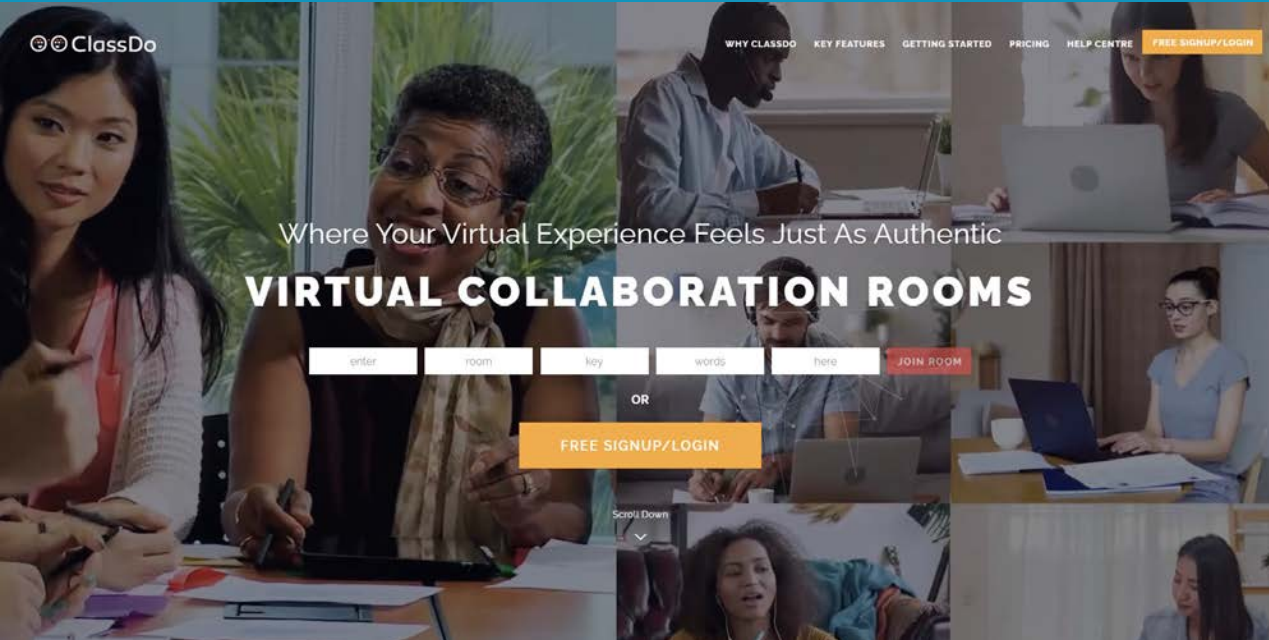 ClassDo
WHY CLASSDO KEY FEATURES GETTING STARTED PRICING HELP CENTRE FREE SIGNUP/LOGIN
Where Your Virtual Experience Feels Just As Authentic
VIRTUAL COLLABORATION ROOMS
enter room key words here JOIN ROOM
OR
FREE SIGNUP/LOGIN
Scroll Down